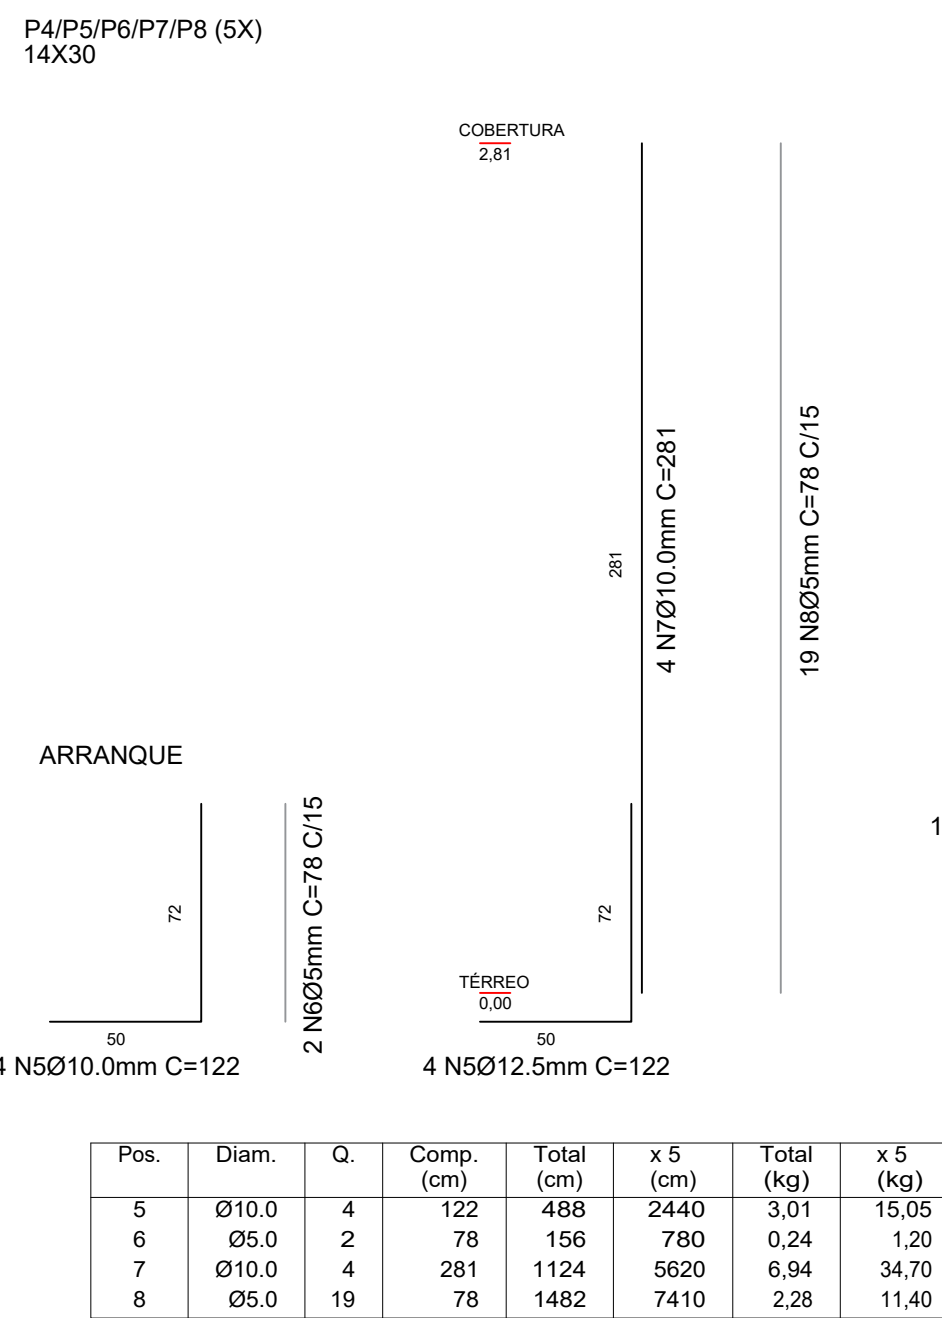 P4/P5/P6/P7/P8 (5X)
14X30
COBERTURA
2,81
281
4 N7Ø10.0mm C=281
19 N8Ø5mm C=78 C/15
ARRANQUE
72
2 N6Ø5mm C=78 C/15
50
4 N5Ø10.0mm C=122
72
TÉRREO
0,00
50
4 N5Ø12.5mm C=122
1
Pos. Diam. Q. Comp. (cm) Total (cm) x 5 (cm) Total (kg) x 5 (kg)
5 Ø10.0 4 122 488 2440 3,01 15,05
6 Ø5.0 2 78 156 780 0,24 1,20
7 Ø10.0 4 281 1124 5620 6,94 34,70
8 Ø5.0 19 78 1482 7410 2,28 11,40